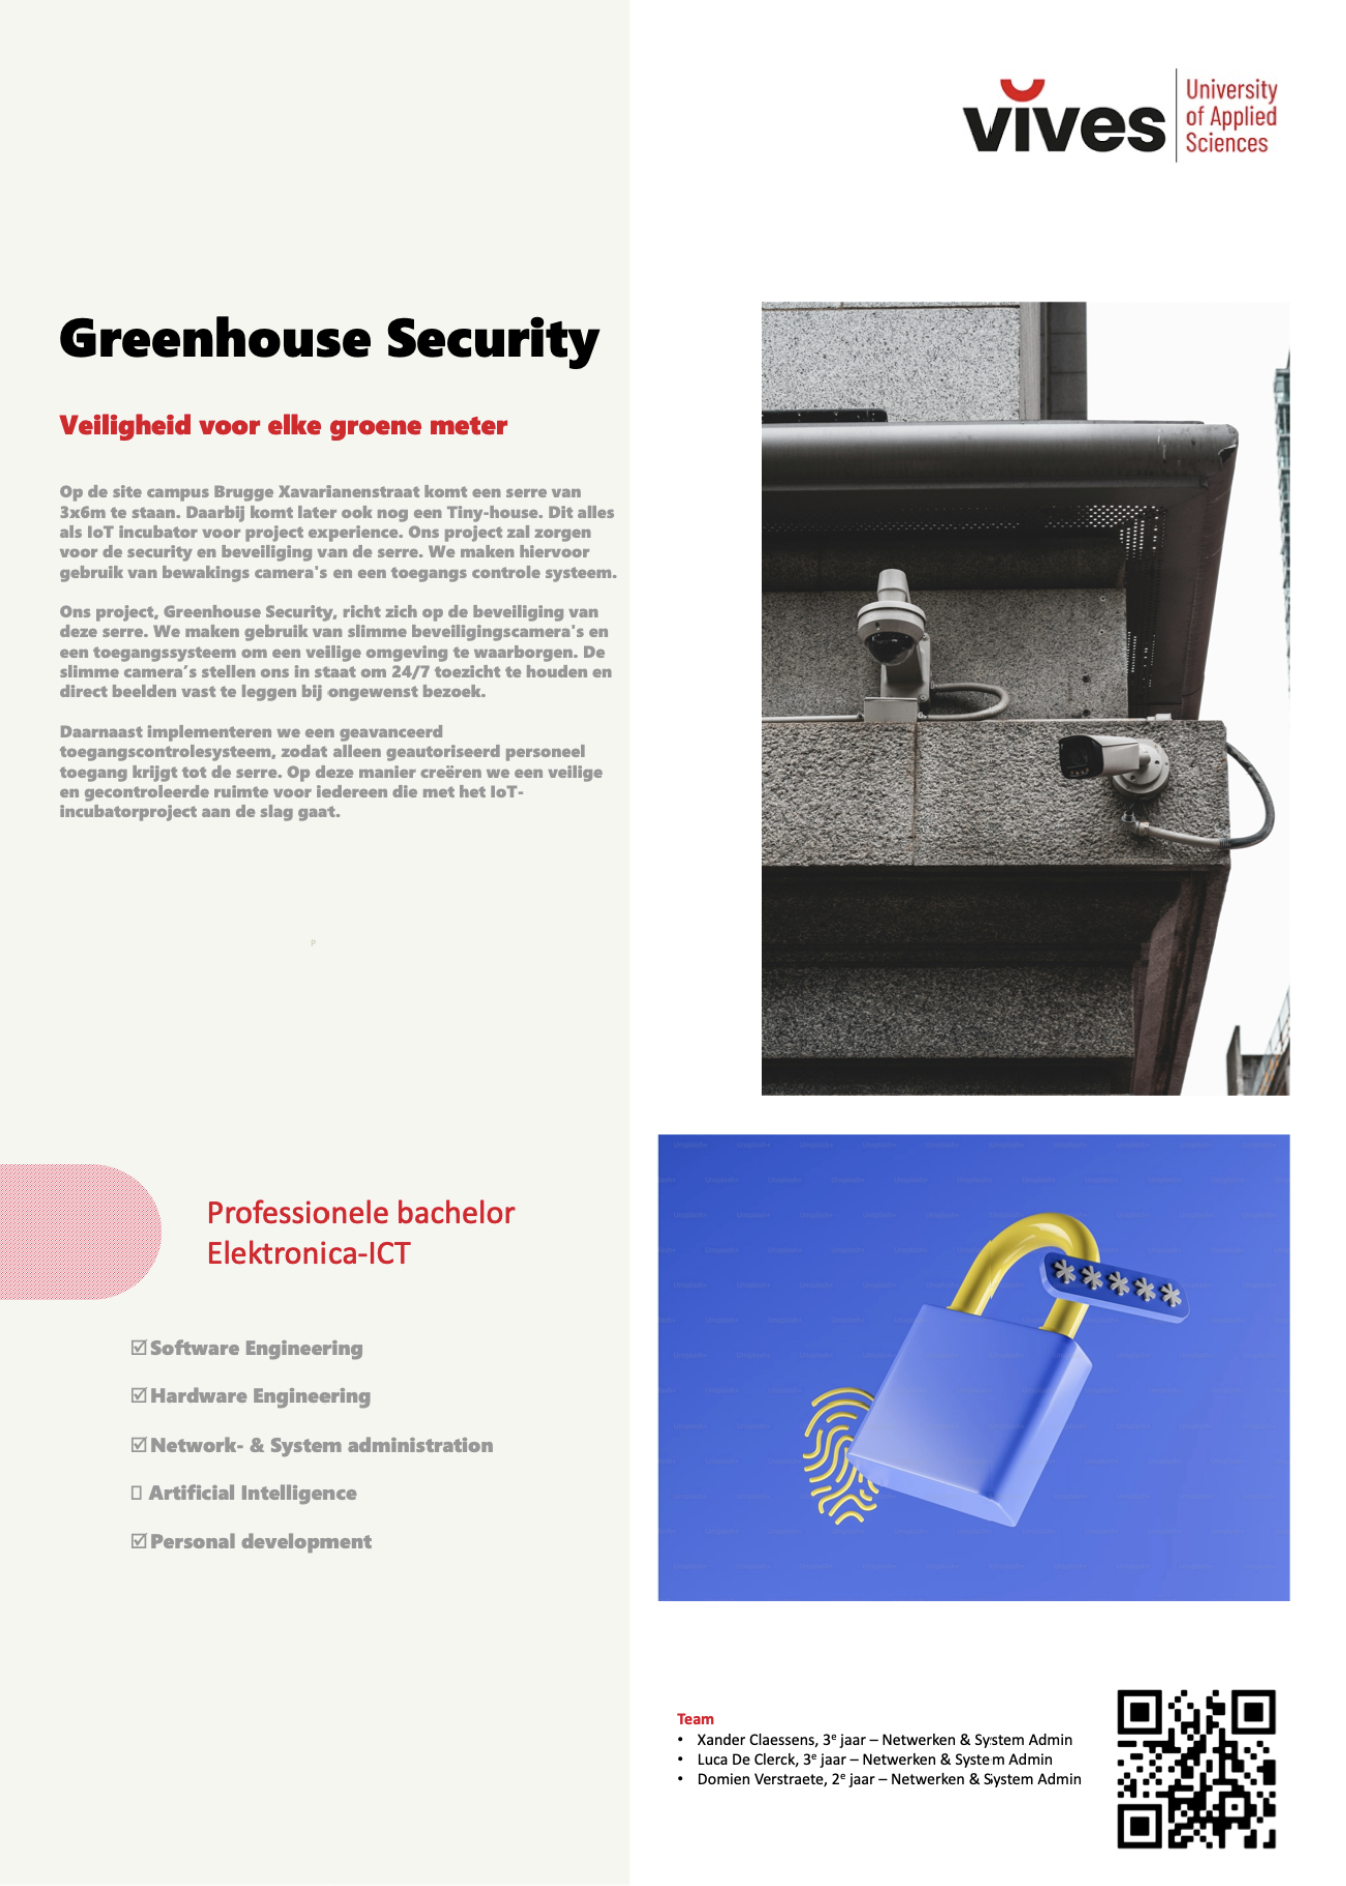 vives
University
of Applied
Sciences
Greenhouse Security
Veiligheid voor elke groene meter
Op de site campus Brugge Xavarianenstraat komt een serre van
3x6m te staan. Daarbij komt later ook nog een Tiny-house. Dit alles
als IoT incubator voor project experience. Ons project zal zorgen
voor de security en beveiliging van de serre. We maken hiervoor
gebruik van bewakings camera's en een toegangs controle systeem.
Ons project, Greenhouse Security, richt zich op de beveiliging van
deze serre. We maken gebruik van slimme beveiligingscamera's en
een toegangssysteem om een veilige omgeving te waarborgen. De
slimme camera’s stellen ons in staat om 24/7 toezicht te houden en
direct beelden vast te leggen bij ongewenst bezoek.
Daarnaast implementeren we een geavanceerd
toegangscontrolesysteem, zodat alleen geautoriseerd personeel
toegang krijgt tot de serre. Op deze manier creëren we een veilige
en gecontroleerde ruimte voor iedereen die met het IoT-
incubatorproject aan de slag gaat.
P
Professionele bachelor
Elektronica-ICT
☑ Software Engineering
☑ Hardware Engineering
☑ Network- & System administration
☐ Artificial Intelligence
☑ Personal development
*****
Team
• Xander Claessens, 3e jaar – Netwerken & System Admin
• Luca De Clerck, 3e jaar – Netwerken & System Admin
• Domien Verstraete, 2e jaar – Netwerken & System Admin